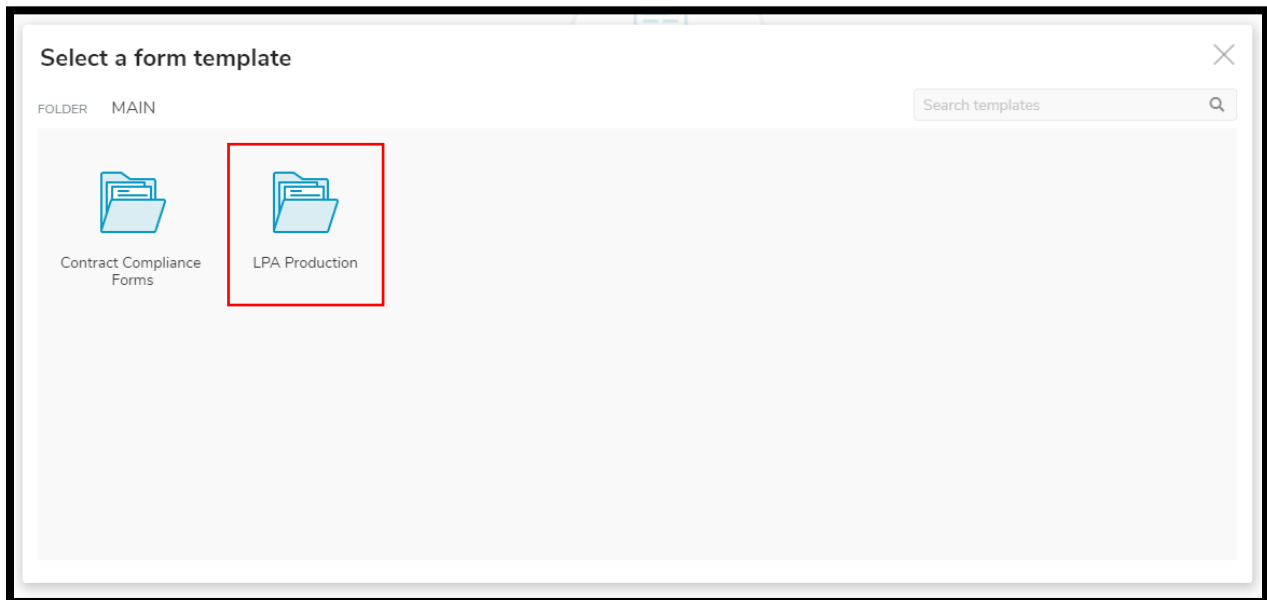 Select a form template
FOLDER MAIN
Search templates
Contract Compliance
Forms
LPA Production